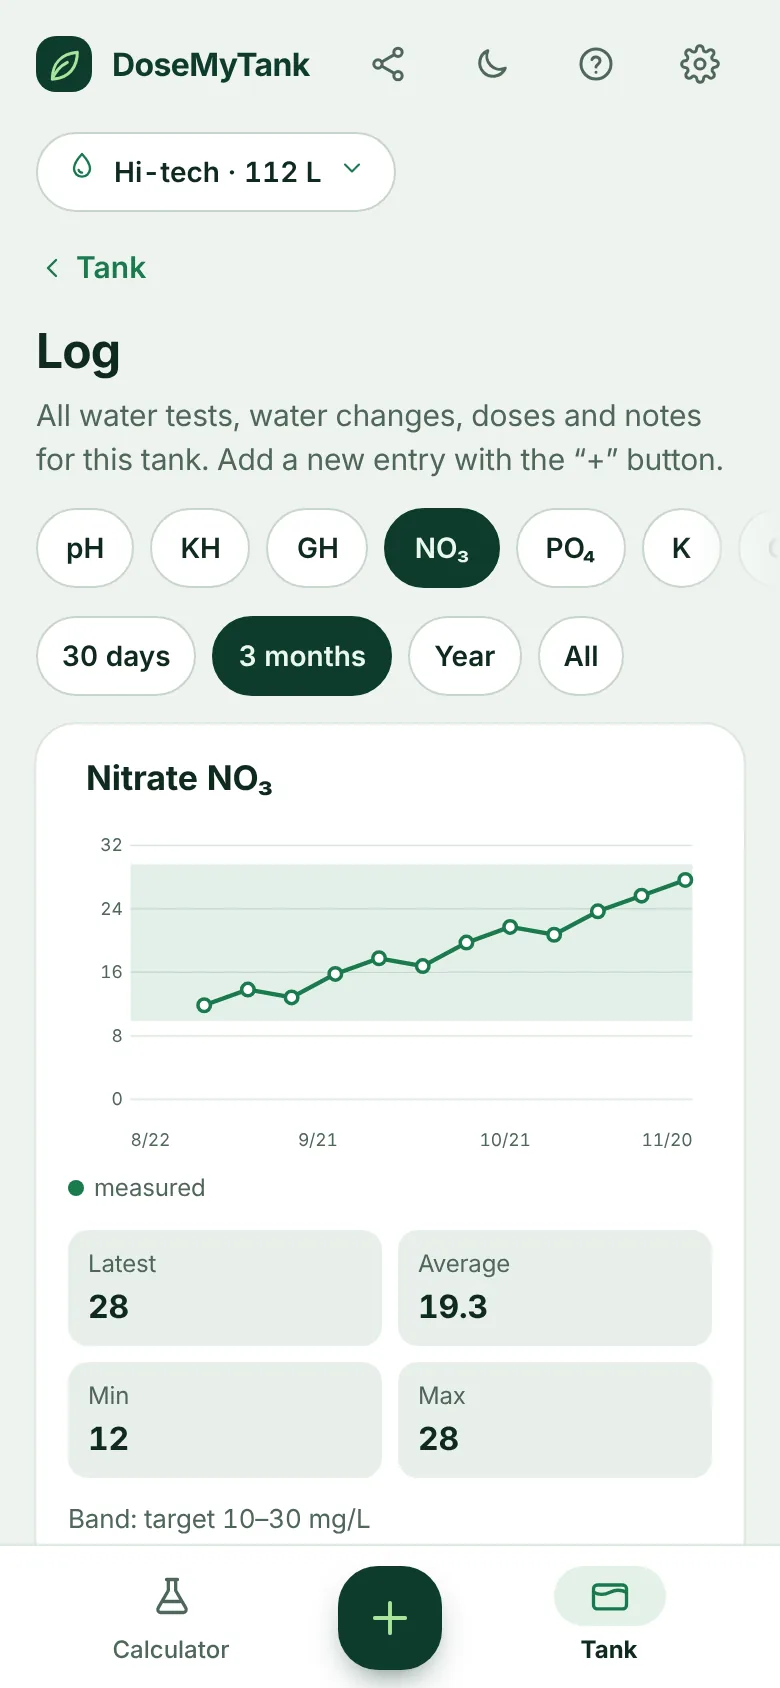 DoseMyTank
Hi-tech · 112 L
Tank
Log
All water tests, water changes, doses and notes
for this tank. Add a new entry with the “+” button.
pH KH GH NO₃ PO₄ K
30 days 3 months Year All
Nitrate NO₃
32
24
16
8
0
8/22 9/21 10/21 11/20
measured
Latest Average
28 19.3
Min Max
12 28
Band: target 10–30 mg/L
Calculator Tank